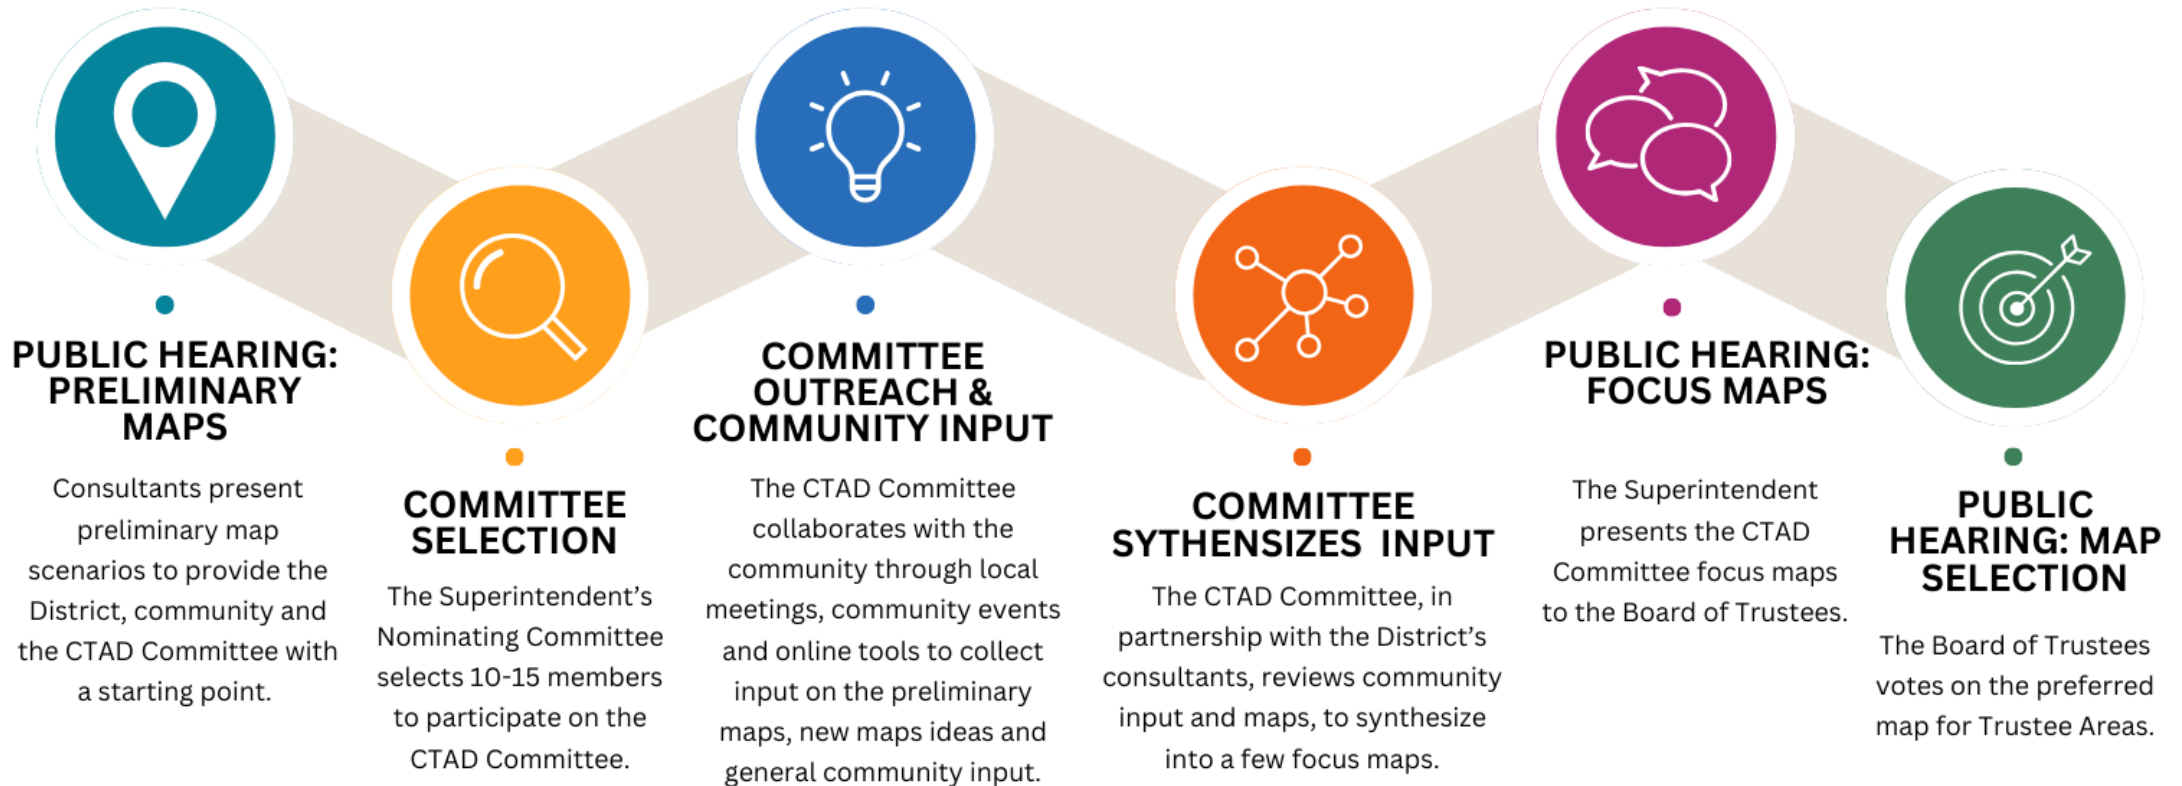 PUBLIC HEARING:
PRELIMINARY
MAPS
Consultants present
preliminary map
scenarios to provide the
District, community and
the CTAD Committee with
a starting point.
COMMITTEE
SELECTION
The Superintendent’s
Nominating Committee
selects 10-15 members
to participate on the
CTAD Committee.
COMMITTEE
OUTREACH &
COMMUNITY INPUT
The CTAD Committee
collaborates with the
community through local
meetings, community events
and online tools to collect
input on the preliminary
maps, new maps ideas and
general community input.
COMMITTEE
SYTHENSIZES INPUT
The CTAD Committee, in
partnership with the District’s
consultants, reviews community
input and maps, to synthesize
into a few focus maps.
PUBLIC HEARING:
FOCUS MAPS
The Superintendent
presents the CTAD
Committee focus maps
to the Board of Trustees.
PUBLIC
HEARING: MAP
SELECTION
The Board of Trustees
votes on the preferred
map for Trustee Areas.